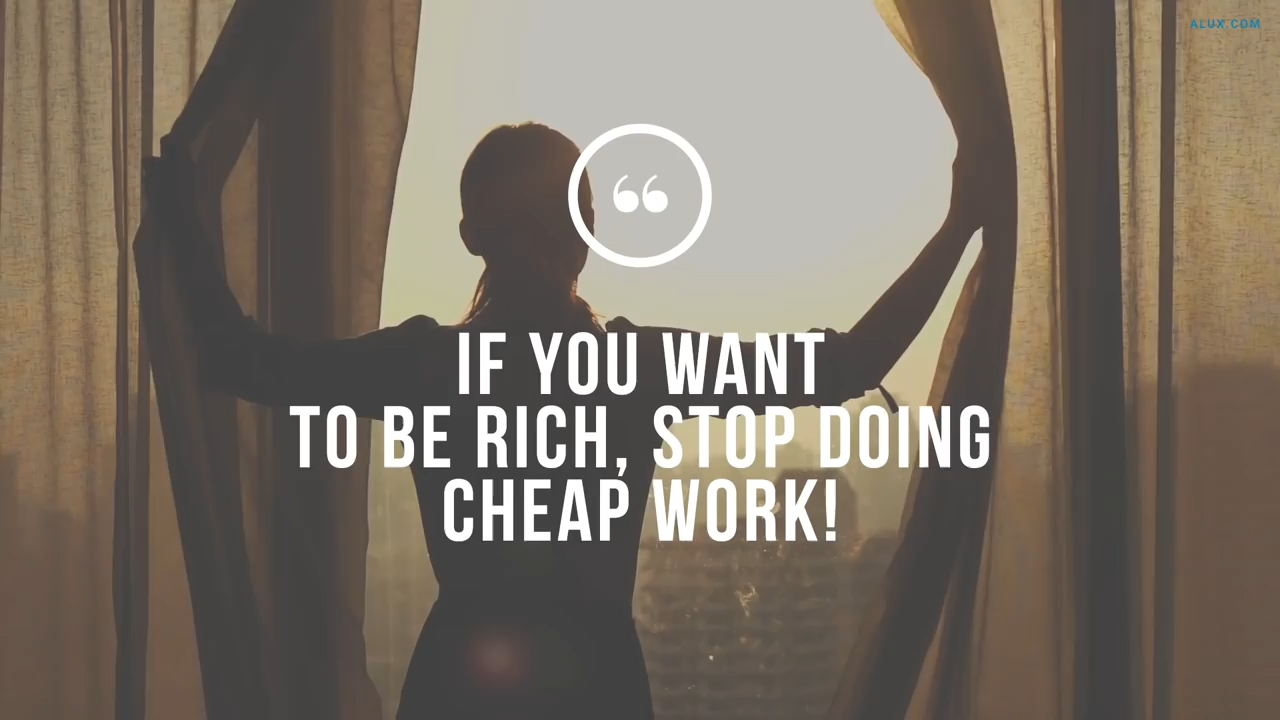 ALUX.COM
“
IF YOU WANT
TO BE RICH, STOP DOING
CHEAP WORK!